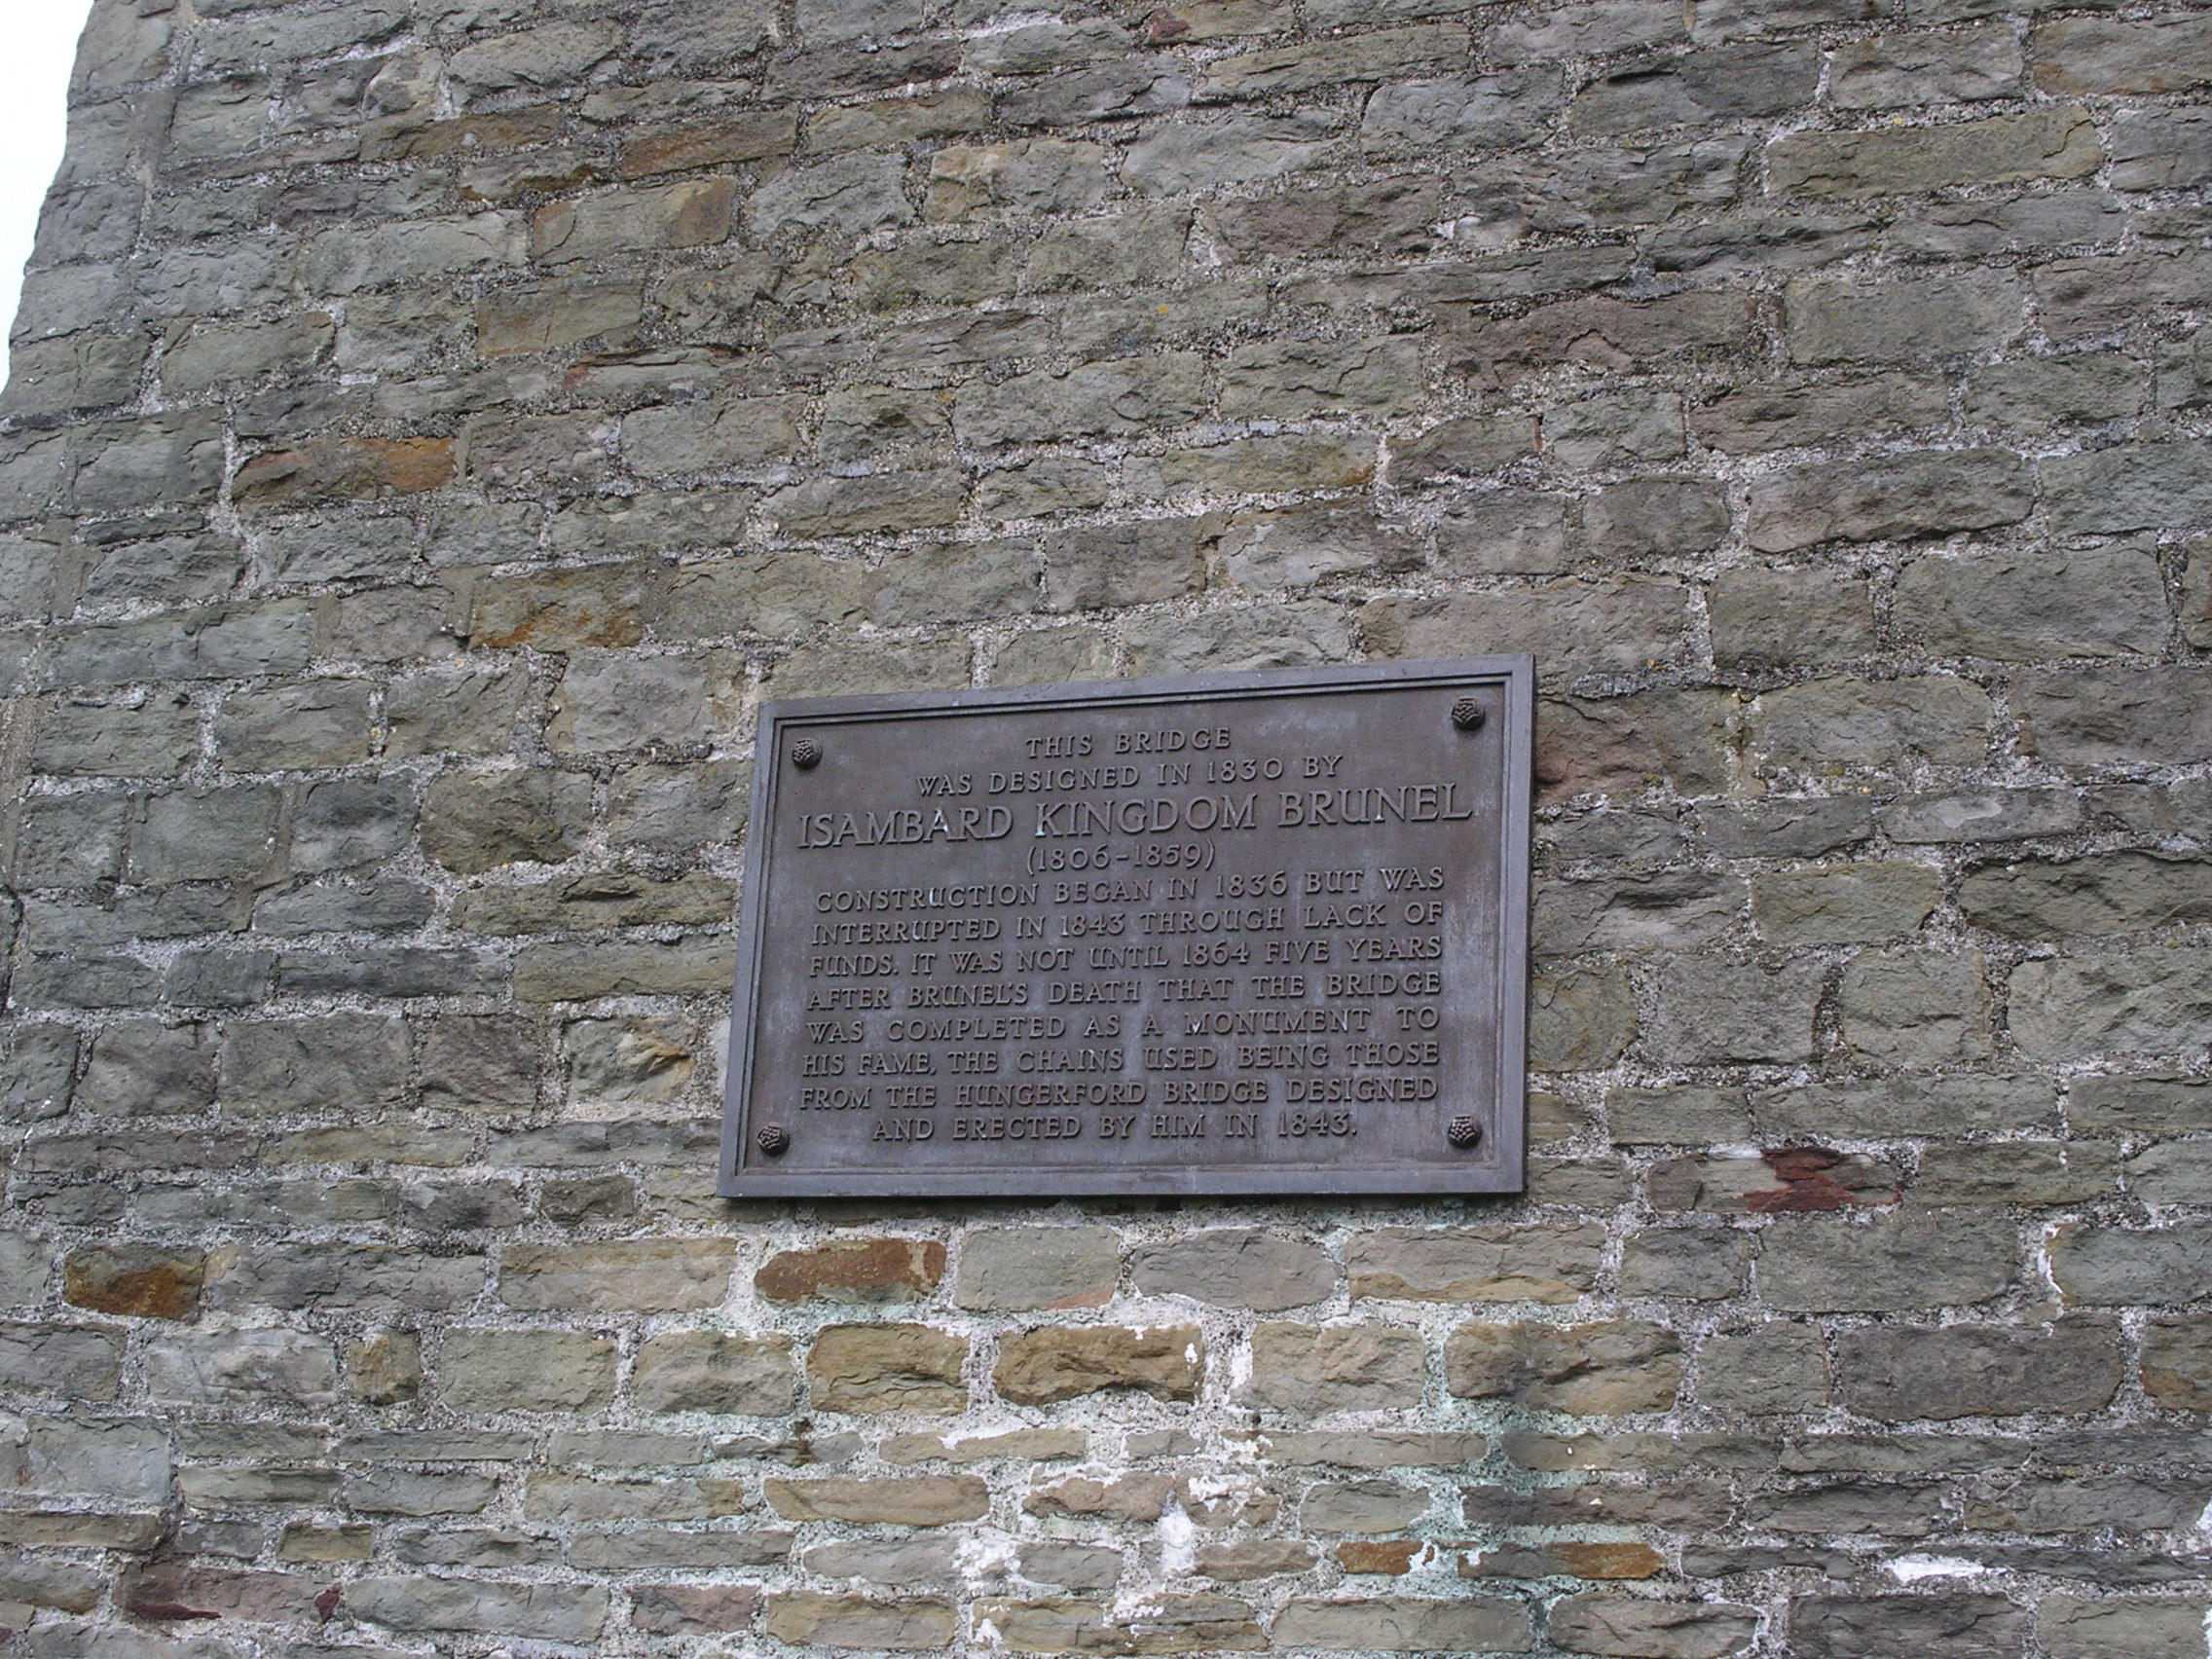 THIS BRIDGE
WAS DESIGNED IN 1830 BY
ISAMBARD KINGDOM BRUNEL
(1806-1859)
CONSTRUCTION BEGAN IN 1836 BUT WAS
INTERRUPTED IN 1843 THROUGH LACK OF
FUNDS. IT WAS NOT UNTIL 1864 FIVE YEARS
AFTER BRUNEL'S DEATH THAT THE BRIDGE
WAS COMPLETED AS A MONUMENT TO
HIS FAME, THE CHAINS USED BEING THOSE
FROM THE HUNGERFORD BRIDGE DESIGNED
AND ERECTED BY HIM IN 1843.